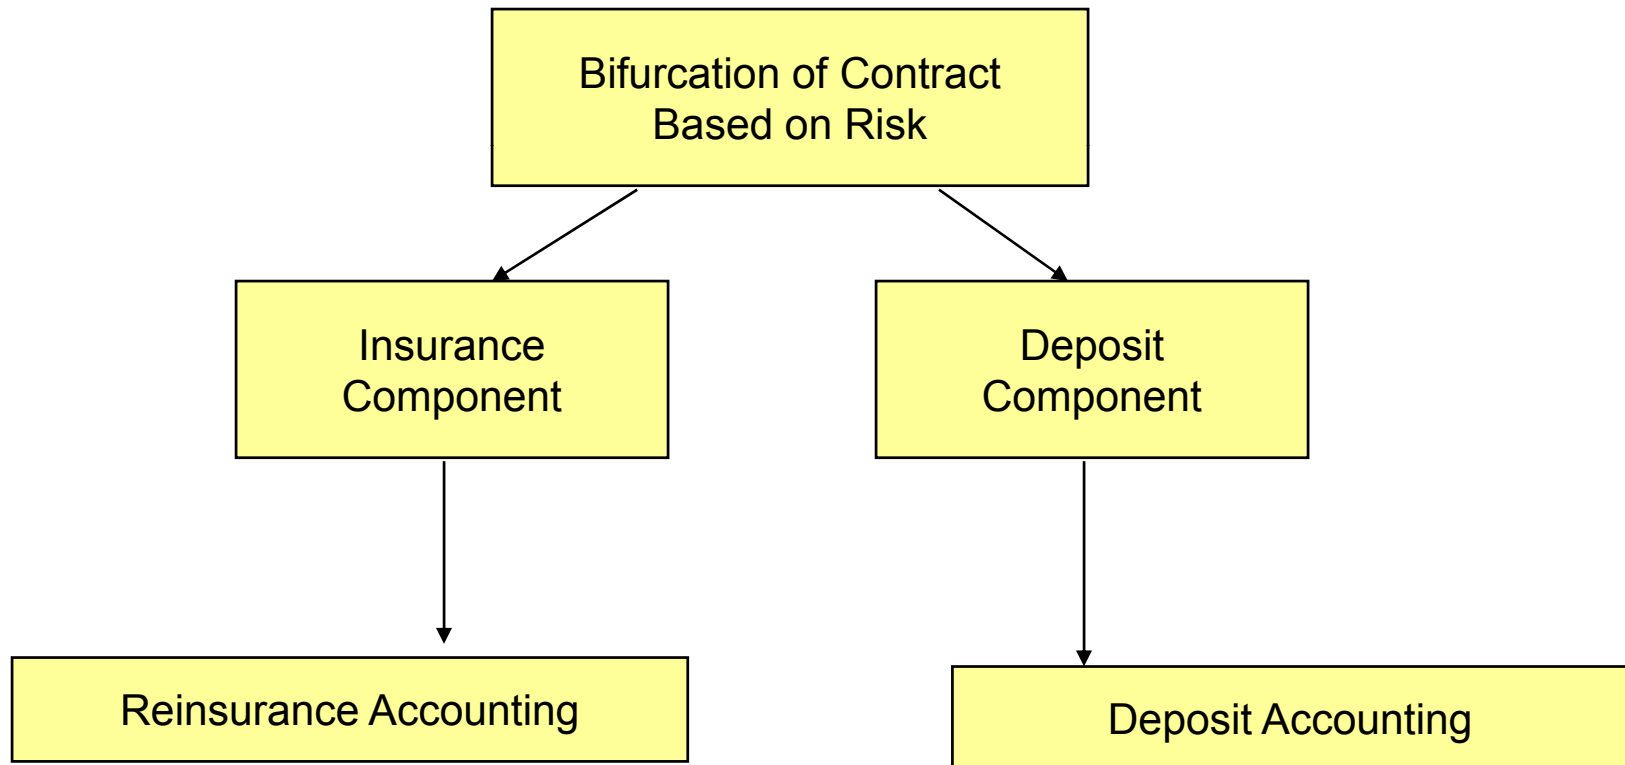 Bifurcation of Contract
Based on Risk
Insurance
Component
Deposit
Component
Reinsurance Accounting
Deposit Accounting